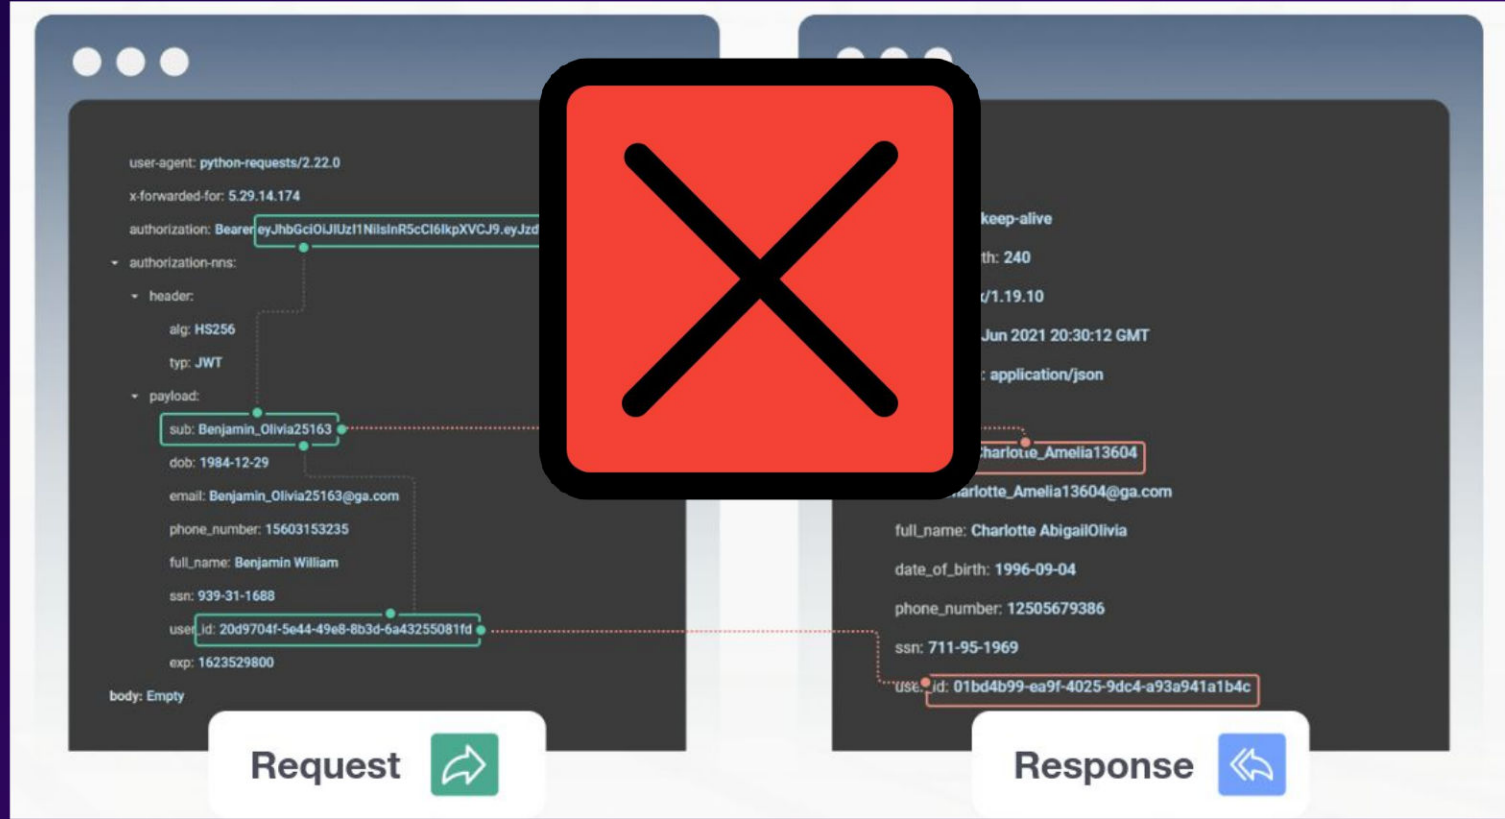 user-agent: python-requests/2.22.0
x-forwarded-for: 5.29.14.174
authorization: Bearer eyJhbGciOiJIUzI1NiIsInR5cCI6IkpXVCJ9.eyJzd
authorization-nns:
header:
alg: HS256
typ: JWT
payload:
sub: Benjamin_Olivia25163
dob: 1984-12-29
email: Benjamin_Olivia25163@ga.com
phone_number: 15603153235
full_name: Benjamin William
ssn: 939-31-1688
user_id: 20d9704f-5e44-49e8-8b3d-6a43255081fd
exp: 1623529800
body: Empty
Request
keep-alive
th: 240
x/1.19.10
Jun 2021 20:30:12 GMT
: application/json
Charlotte_Amelia13604
harlotte_Amelia13604@ga.com
full_name: Charlotte AbigailOlivia
date_of_birth: 1996-09-04
phone_number: 12505679386
ssn: 711-95-1969
user_id: 01bd4b99-ea9f-4025-9dc4-a93a941a1b4c
Response